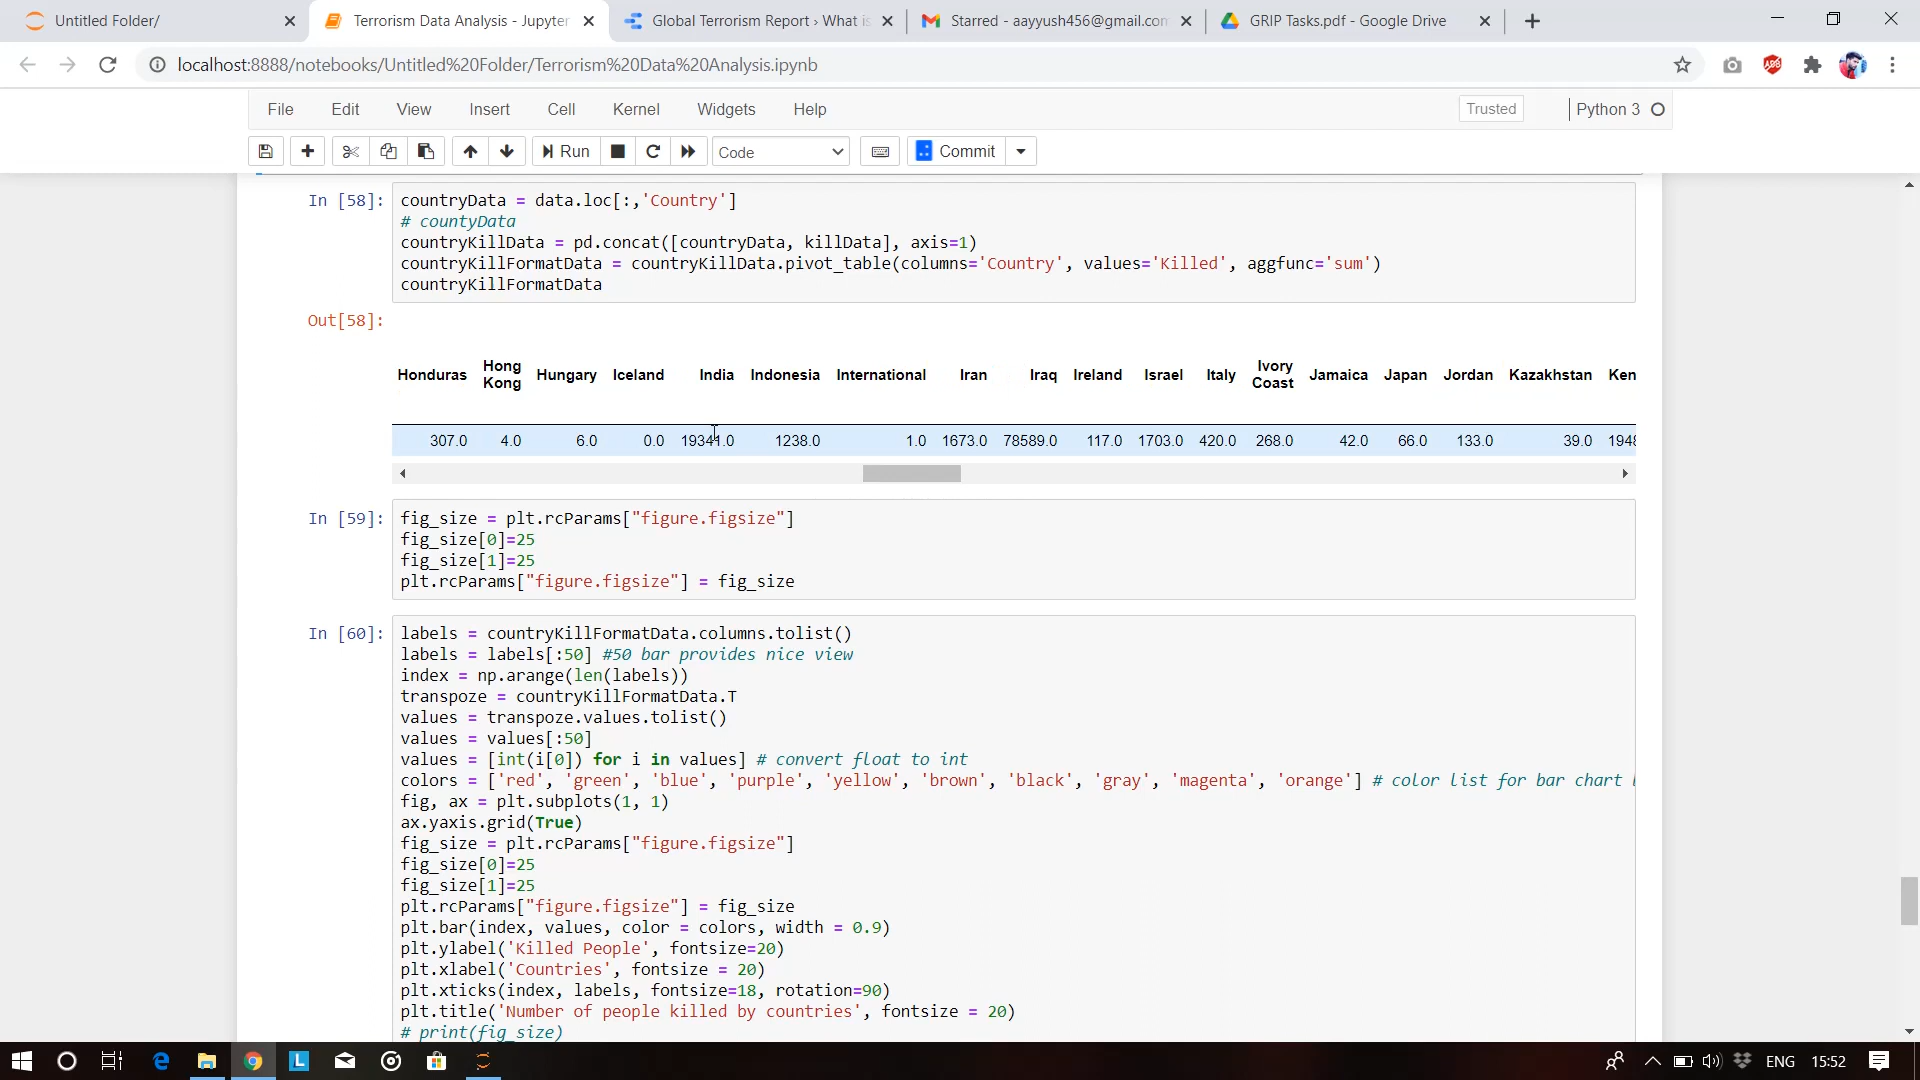 Untitled Folder/
Terrorism Data Analysis - Jupyter
Global Terrorism Report › What is
Starred - aayyush456@gmail.com
GRIP Tasks.pdf - Google Drive
localhost:8888/notebooks/Untitled%20Folder/Terrorism%20Data%20Analysis.ipynb
File Edit View Insert Cell Kernel Widgets Help
Trusted
Python 3
Run
Code
Commit
In [58]:
countryData = data.loc[:,'Country']
# countyData
countryKillData = pd.concat([countryData, killData], axis=1)
countryKillFormatData = countryKillData.pivot_table(columns='Country', values='Killed', aggfunc='sum')
countryKillFormatData
Out[58]:
Honduras Hong Kong Hungary Iceland India Indonesia International Iran Iraq Ireland Israel Italy Ivory Coast Jamaica Japan Jordan Kazakhstan Ken
307.0 4.0 6.0 0.0 19341.0 1238.0 1.0 1673.0 78589.0 117.0 1703.0 420.0 268.0 42.0 66.0 133.0 39.0 1948
In [59]:
fig_size = plt.rcParams["figure.figsize"]
fig_size[0]=25
fig_size[1]=25
plt.rcParams["figure.figsize"] = fig_size
In [60]:
labels = countryKillFormatData.columns.tolist()
labels = labels[:50] #50 bar provides nice view
index = np.arange(len(labels))
transpoze = countryKillFormatData.T
values = transpoze.values.tolist()
values = values[:50]
values = [int(i[0]) for i in values] # convert float to int
colors = ['red', 'green', 'blue', 'purple', 'yellow', 'brown', 'black', 'gray', 'magenta', 'orange'] # color list for bar chart
fig, ax = plt.subplots(1, 1)
ax.yaxis.grid(True)
fig_size = plt.rcParams["figure.figsize"]
fig_size[0]=25
fig_size[1]=25
plt.rcParams["figure.figsize"] = fig_size
plt.bar(index, values, color = colors, width = 0.9)
plt.ylabel('Killed People', fontsize=20)
plt.xlabel('Countries', fontsize = 20)
plt.xticks(index, labels, fontsize=18, rotation=90)
plt.title('Number of people killed by countries', fontsize = 20)
# print(fig_size)
ENG
15:52